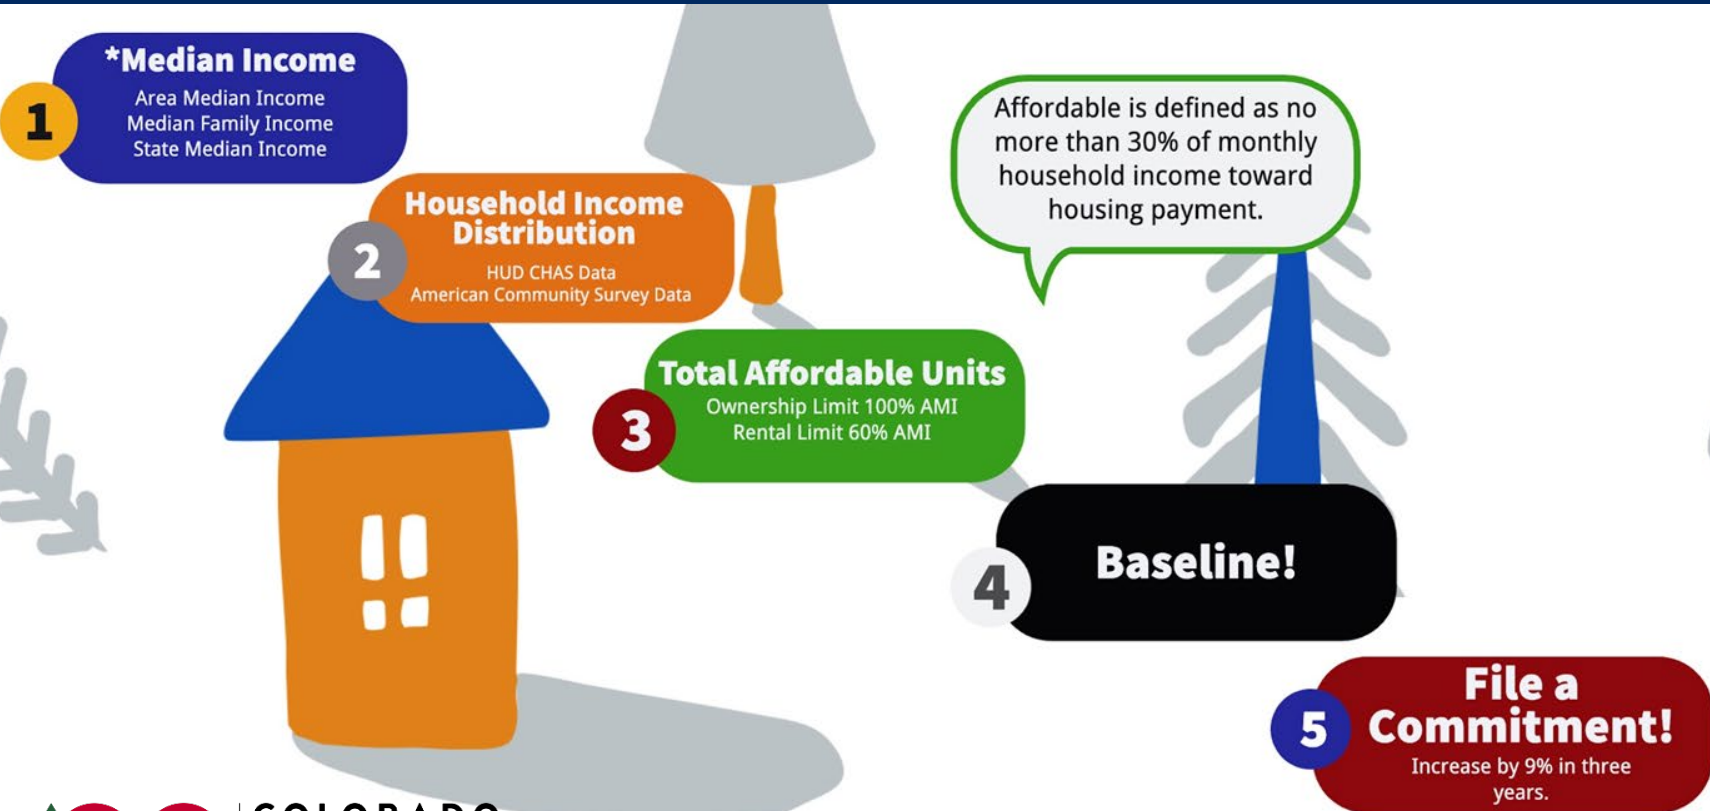 *Median Income
Area Median Income
Median Family Income
State Median Income
1
Household Income
Distribution
HUD CHAS Data
American Community Survey Data
2
Affordable is defined as no
more than 30% of monthly
household income toward
housing payment.
Total Affordable Units
Ownership Limit 100% AMI
Rental Limit 60% AMI
3
Baseline!
4
File a
Commitment!
Increase by 9% in three
years.
5
COLORADO